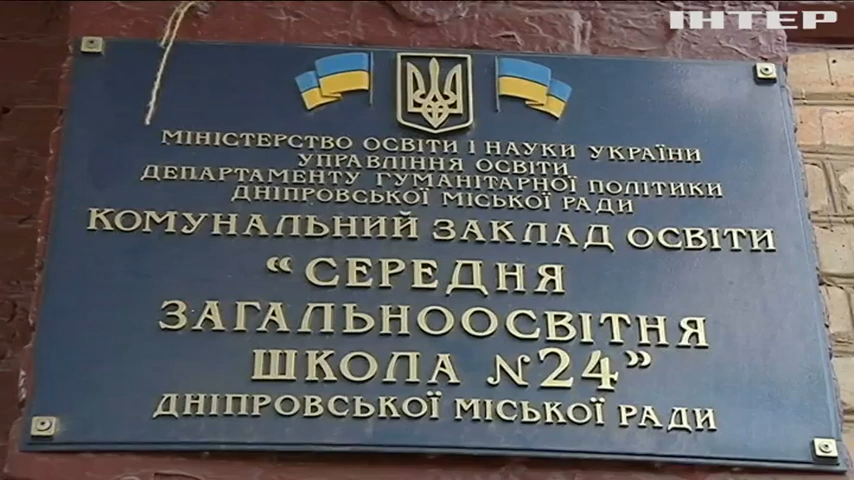 ІНТЕР
МІНІСТЕРСТВО ОСВІТИ І НАУКИ УКРАЇНИ
УПРАВЛІННЯ ОСВІТИ
ДЕПАРТАМЕНТУ ГУМАНІТАРНОЇ ПОЛІТИКИ
ДНІПРОВСЬКОЇ МІСЬКОЇ РАДИ
КОМУНАЛЬНИЙ ЗАКЛАД ОСВІТИ
“СЕРЕДНЯ
ЗАГАЛЬНООСВІТНЯ
ШКОЛА №24”
ДНІПРОВСЬКОЇ МІСЬКОЇ РАДИ